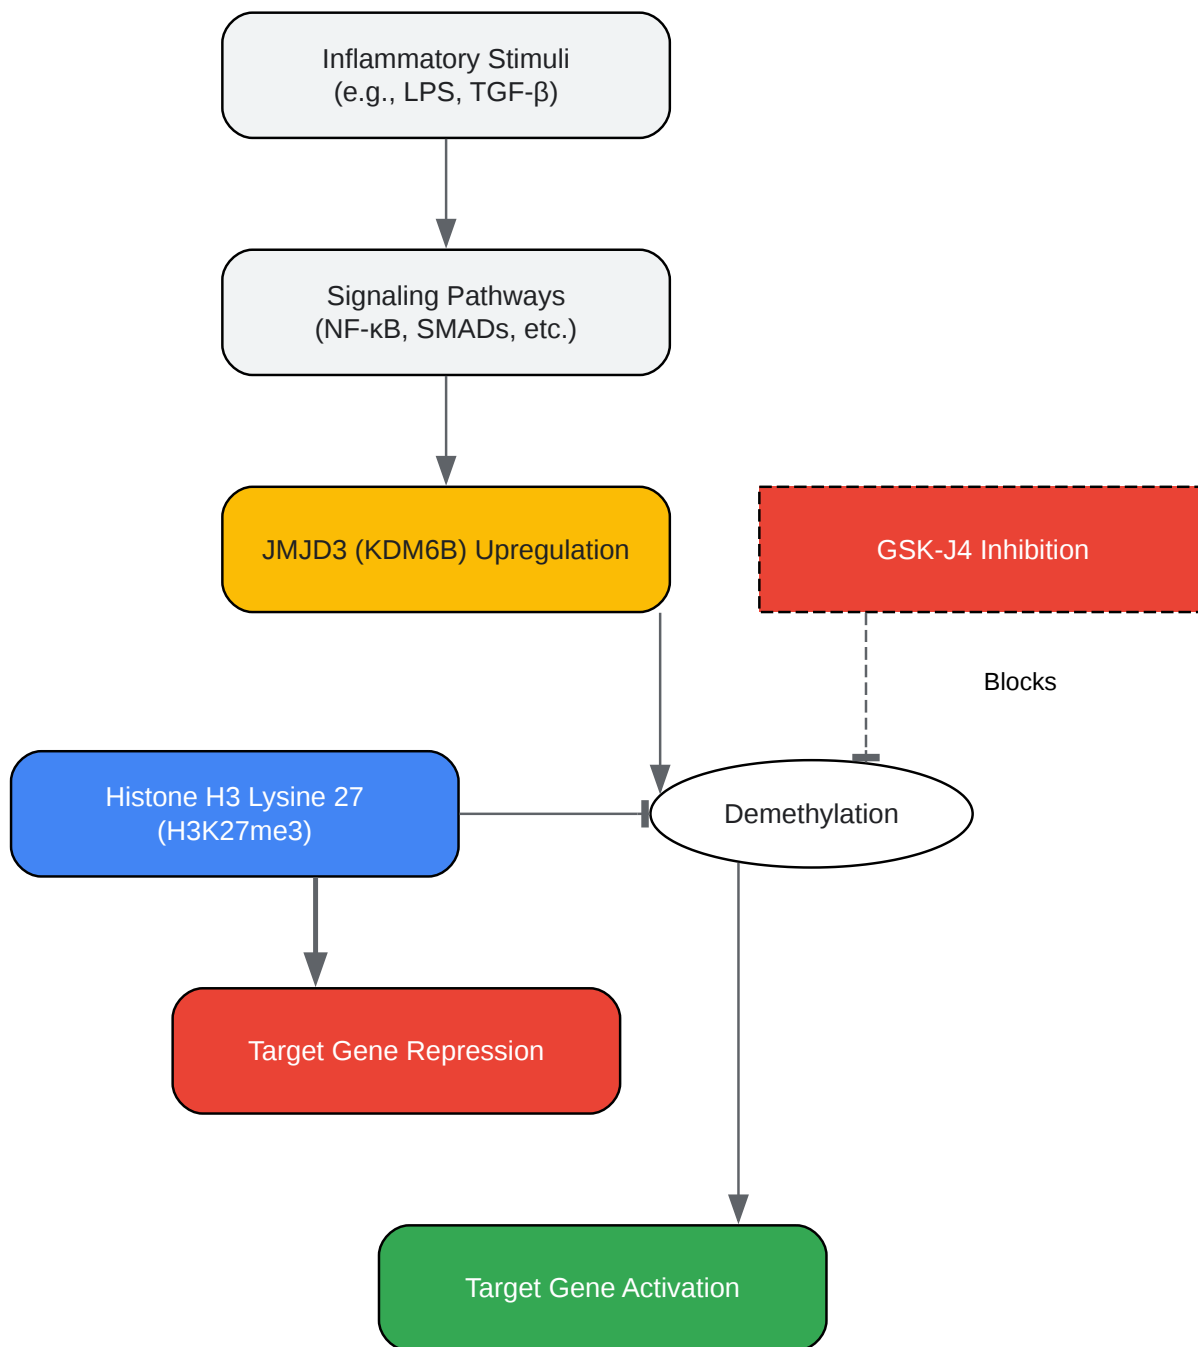 Inflammatory Stimuli
(e.g., LPS, TGF-β)
Signaling Pathways
(NF-κB, SMADs, etc.)
JMJD3 (KDM6B) Upregulation
GSK-J4 Inhibition
Blocks
Histone H3 Lysine 27
(H3K27me3)
Demethylation
Target Gene Repression
Target Gene Activation